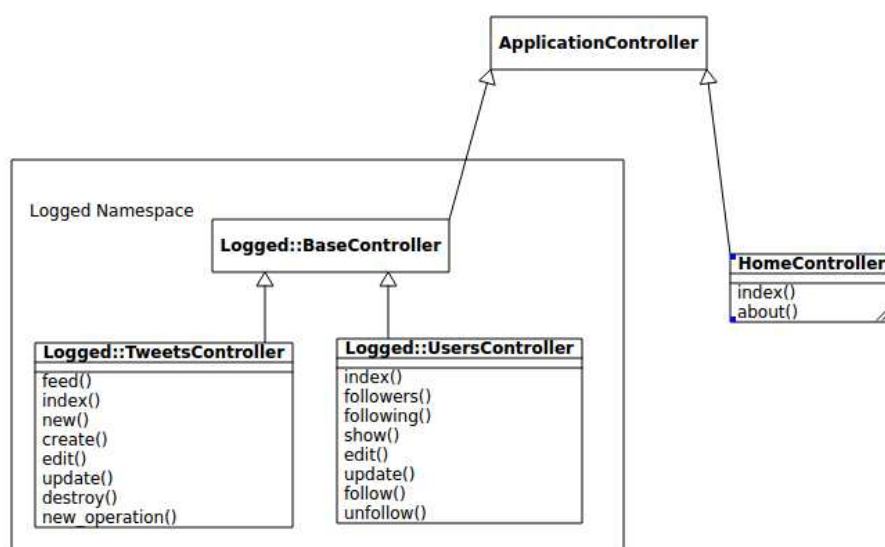 ApplicationController
Logged Namespace
Logged::BaseController
HomeController
index()
about()
Logged::TweetsController
feed()
index()
new()
create()
edit()
update()
destroy()
new_operation()
Logged::UsersController
index()
followers()
following()
show()
edit()
update()
follow()
unfollow()